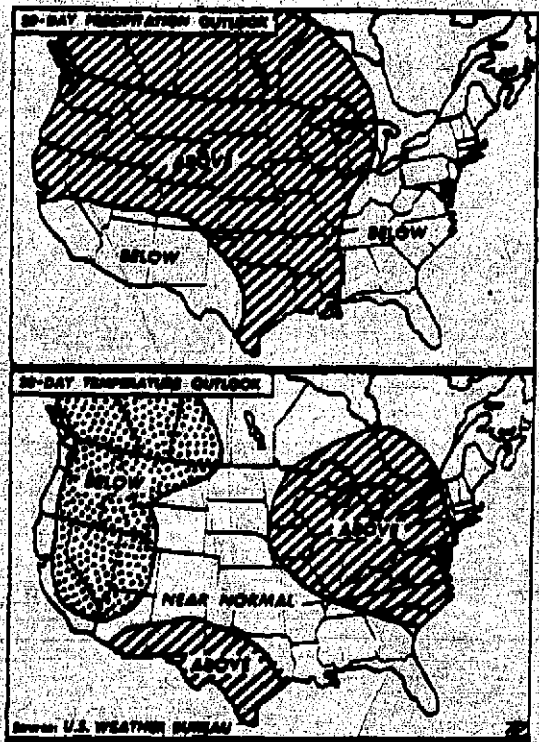 30-DAY PRECIPITATION OUTLOOK
ABOVE
BELOW
BELOW
30-DAY TEMPERATURE OUTLOOK
BELOW
ABOVE
NEAR NORMAL
ABOVE
Source: U.S. WEATHER BUREAU